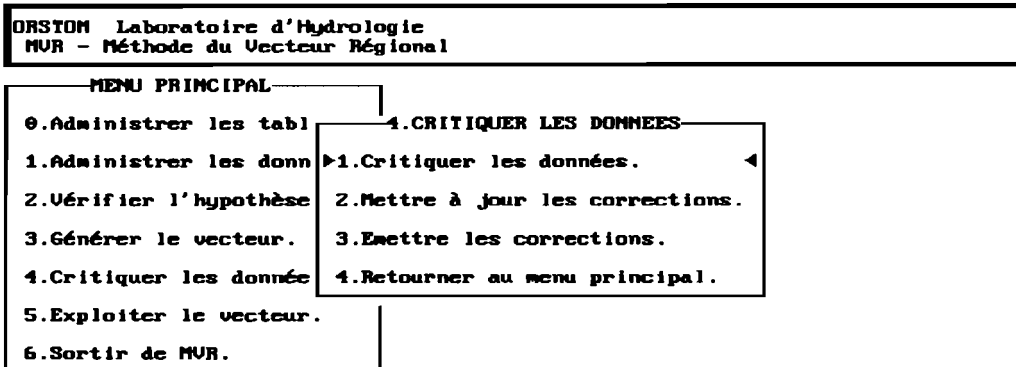 ORSTOM Laboratoire d'Hydrologie
MVR - Méthode du Vecteur Régional
MENU PRINCIPAL
0.Administrer les tabl
1.Administrer les donn
2.Vérifier l'hypothèse
3.Générer le vecteur.
4.Critiquer les donnée
5.Exploiter le vecteur.
6.Sortir de MVR.
4.CRITIQUER LES DONNEES
1.Critiquer les données.
2.Mettre à jour les corrections.
3.Emettre les corrections.
4.Retourner au menu principal.